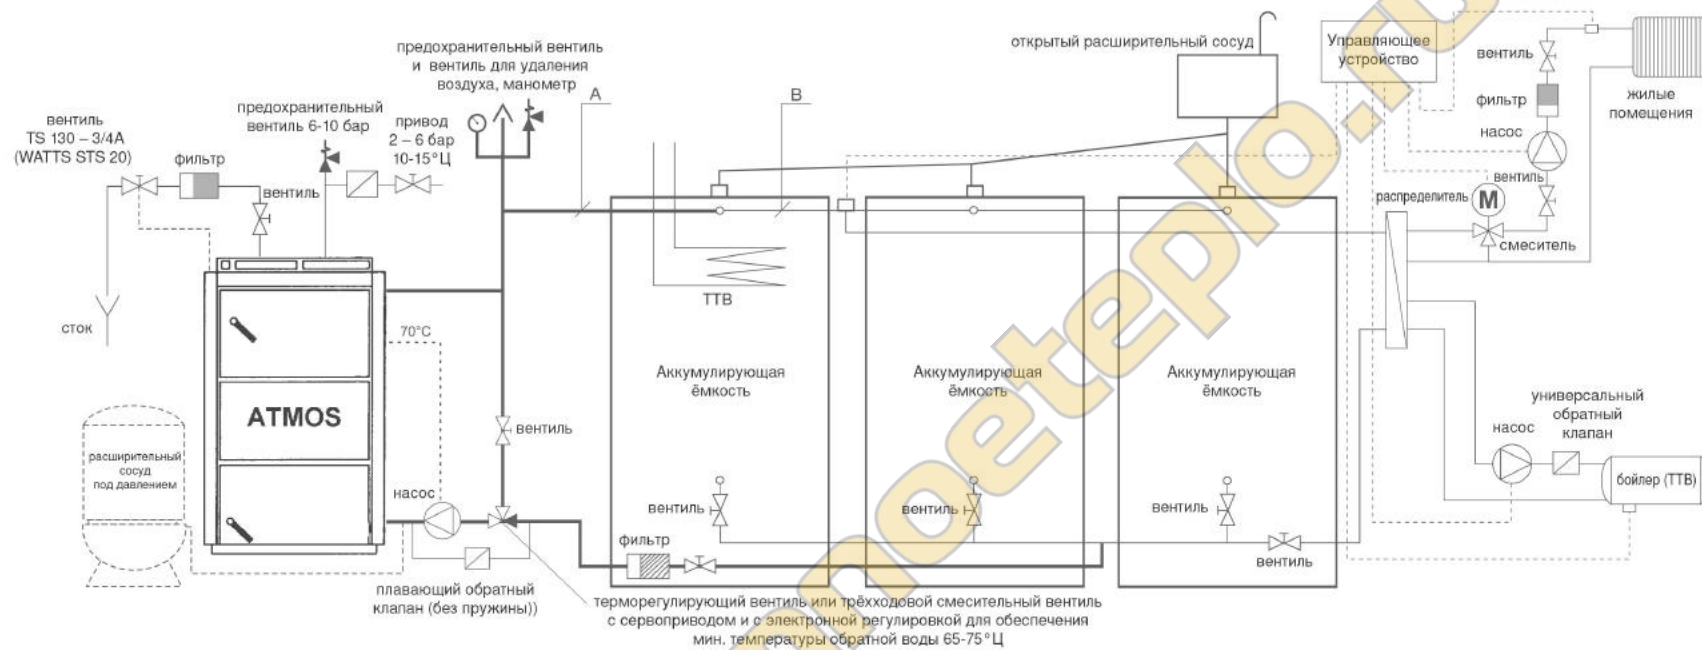 вентиль
TS 130 – 3/4А
(WATTS STS 20)
фильтр
вентиль
сток
предохранительный
вентиль 6-10 бар
привод
2 – 6 бар
10-15°Ц
предохранительный вентиль
и вентиль для удаления
воздуха, манометр
A
B
открытый расширительный сосуд
Управляющее
устройство
вентиль
фильтр
насос
вентиль
жилые
помещения
распределитель
M
смеситель
ТТВ
70°C
ATMOS
Аккумулирующая
ёмкость
Аккумулирующая
ёмкость
Аккумулирующая
ёмкость
расширительный
сосуд
под давлением
вентиль
насос
вентиль
вентиль
вентиль
фильтр
вентиль
насос
универсальный
обратный
клапан
бойлер (ТТВ)
плавающий обратный
клапан (без пружины))
терморегулирующий вентиль или трёхходовой смесительный вентиль
с сервоприводом и с электронной регулировкой для обеспечения
мин. температуры обратной воды 65-75°Ц
mnoeteplo.ru